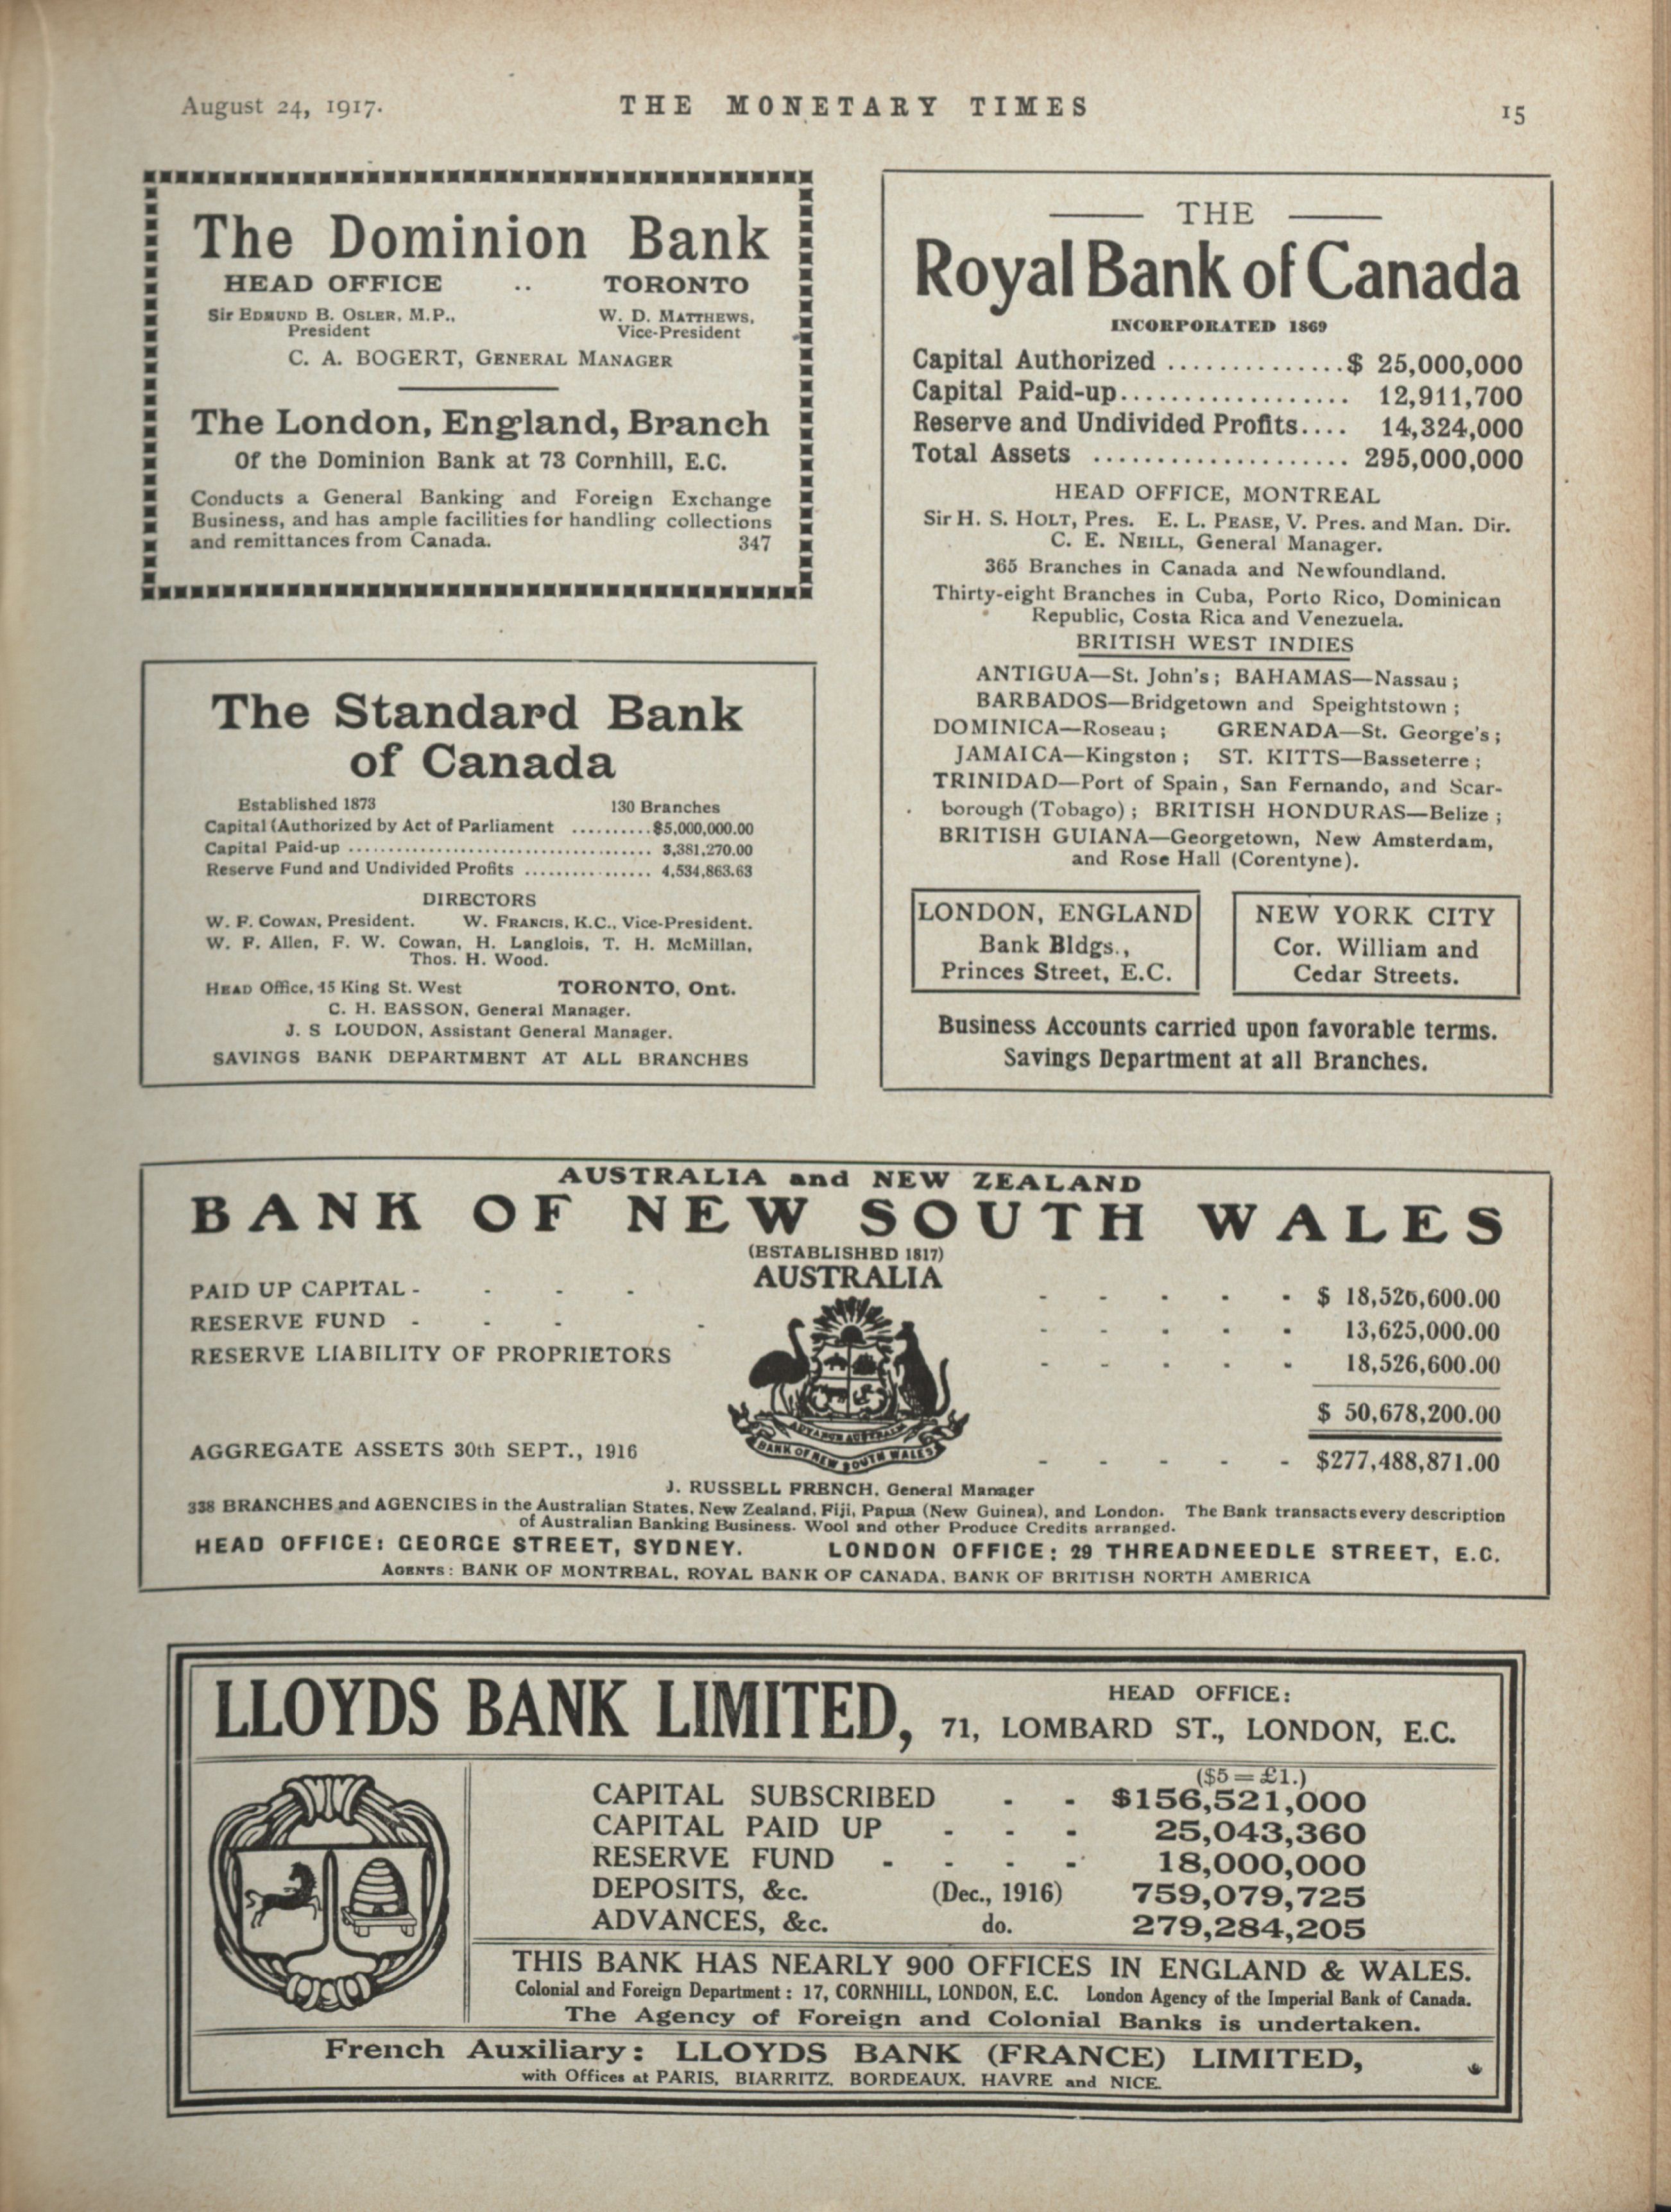 August 24, 1917.
THE MONETARY TIMES
15
The Dominion Bank
HEAD OFFICE .. TORONTO
Sir EDMUND B. OSLER, M.P., W. D. MATTHEWS,
President Vice-President
C. A. BOGERT, GENERAL MANAGER
The London, England, Branch
Of the Dominion Bank at 73 Cornhill, E.C.
Conducts a General Banking and Foreign Exchange
Business, and has ample facilities for handling collections
and remittances from Canada. 347
The Standard Bank
of Canada
Established 1873 130 Branches
Capital (Authorized by Act of Parliament ..........$5,000,000.00
Capital Paid-up ...................................... 3,381,270.00
Reserve Fund and Undivided Profits ................ 4,534,863.63
DIRECTORS
W. F. COWAN, President. W. FRANCIS, K.C., Vice-President.
W. F. Allen, F. W. Cowan, H. Langlois, T. H. McMillan,
Thos. H. Wood.
HEAD Office, 15 King St. West TORONTO, Ont.
C. H. EASSON, General Manager.
J. S LOUDON, Assistant General Manager.
SAVINGS BANK DEPARTMENT AT ALL BRANCHES
THE
Royal Bank of Canada
INCORPORATED 1869
Capital Authorized ..............$ 25,000,000
Capital Paid-up.................. 12,911,700
Reserve and Undivided Profits.... 14,324,000
Total Assets .................... 295,000,000
HEAD OFFICE, MONTREAL
Sir H. S. HOLT, Pres. E. L. PEASE, V. Pres. and Man. Dir.
C. E. NEILL, General Manager.
365 Branches in Canada and Newfoundland.
Thirty-eight Branches in Cuba, Porto Rico, Dominican
Republic, Costa Rica and Venezuela.
BRITISH WEST INDIES
ANTIGUA—St. John's; BAHAMAS—Nassau;
BARBADOS—Bridgetown and Speightstown;
DOMINICA—Roseau; GRENADA—St. George's;
JAMAICA—Kingston; ST. KITTS—Basseterre;
TRINIDAD—Port of Spain, San Fernando, and Scar-
borough (Tobago); BRITISH HONDURAS—Belize;
BRITISH GUIANA—Georgetown, New Amsterdam,
and Rose Hall (Corentyne).
LONDON, ENGLAND
Bank Bldgs.,
Princes Street, E.C.
NEW YORK CITY
Cor. William and
Cedar Streets.
Business Accounts carried upon favorable terms.
Savings Department at all Branches.
AUSTRALIA and NEW ZEALAND
BANK OF NEW SOUTH WALES
(ESTABLISHED 1817)
AUSTRALIA
PAID UP CAPITAL - - - - - - - - - $ 18,526,600.00
RESERVE FUND - - - - - - - - - 13,625,000.00
RESERVE LIABILITY OF PROPRIETORS - - - - - 18,526,600.00
$ 50,678,200.00
ADVANCE AUSTRALIA
BANK OF NEW SOUTH WALES
AGGREGATE ASSETS 30th SEPT., 1916 - - - - - $277,488,871.00
J. RUSSELL FRENCH, General Manager
338 BRANCHES and AGENCIES in the Australian States, New Zealand, Fiji, Papua (New Guinea), and London. The Bank transacts every description
of Australian Banking Business. Wool and other Produce Credits arranged.
HEAD OFFICE: GEORGE STREET, SYDNEY. LONDON OFFICE: 29 THREADNEEDLE STREET, E.C.
AGENTS: BANK OF MONTREAL, ROYAL BANK OF CANADA, BANK OF BRITISH NORTH AMERICA
LLOYDS BANK LIMITED,
HEAD OFFICE:
71, LOMBARD ST., LONDON, E.C.
($5 = £1.)
CAPITAL SUBSCRIBED - - $156,521,000
CAPITAL PAID UP - - - 25,043,360
RESERVE FUND - - - - 18,000,000
DEPOSITS, &c. (Dec., 1916) 759,079,725
ADVANCES, &c. do. 279,284,205
THIS BANK HAS NEARLY 900 OFFICES IN ENGLAND & WALES.
Colonial and Foreign Department: 17, CORNHILL, LONDON, E.C. London Agency of the Imperial Bank of Canada.
The Agency of Foreign and Colonial Banks is undertaken.
French Auxiliary: LLOYDS BANK (FRANCE) LIMITED,
with Offices at PARIS, BIARRITZ, BORDEAUX, HAVRE and NICE.